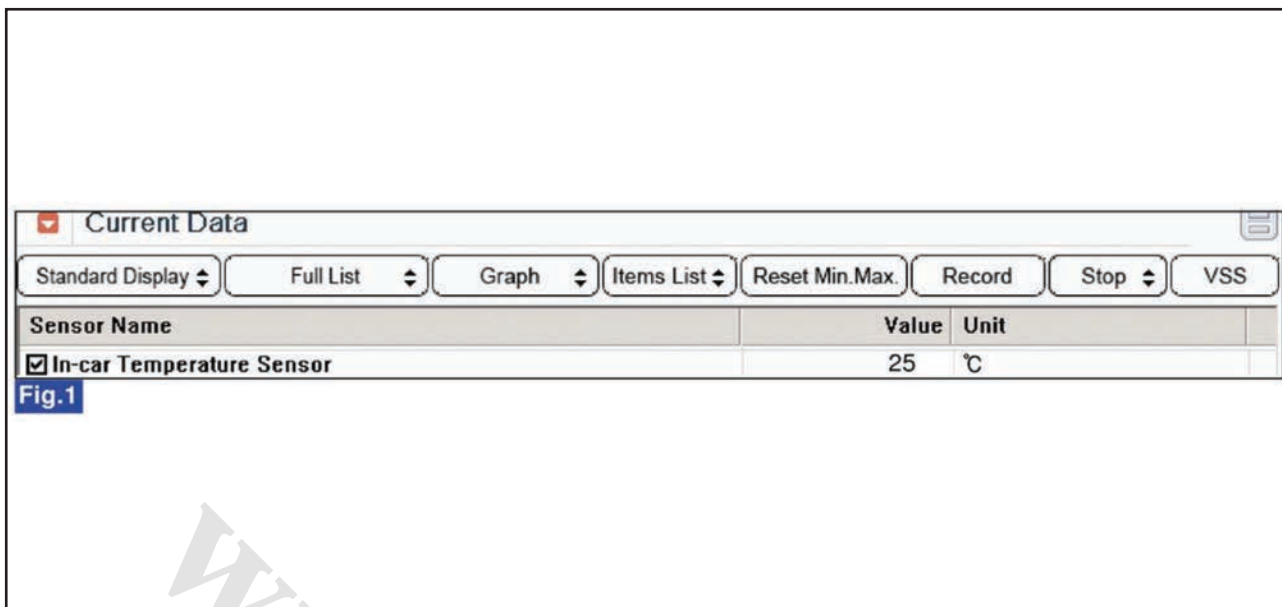 Current Data
Standard Display Full List Graph Items List Reset Min.Max. Record Stop VSS
Sensor Name Value Unit
In-car Temperature Sensor 25 ℃
Fig.1